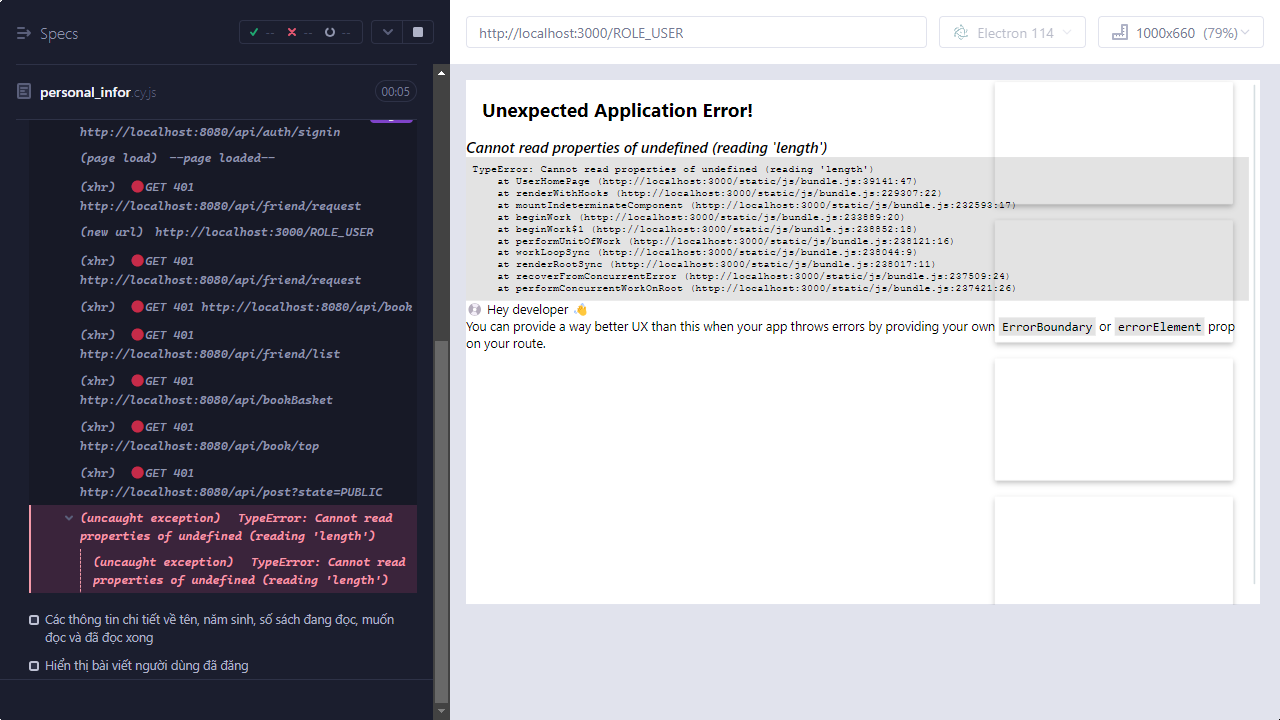 Specs
--
--
--
personal_infor.cy.js
00:05
http://localhost:8080/api/auth/signin
(page load) --page loaded--
(xhr) GET 401
http://localhost:8080/api/friend/request
(new url) http://localhost:3000/ROLE_USER
(xhr) GET 401
http://localhost:8080/api/friend/request
(xhr) GET 401 http://localhost:8080/api/book
(xhr) GET 401
http://localhost:8080/api/friend/list
(xhr) GET 401
http://localhost:8080/api/bookBasket
(xhr) GET 401
http://localhost:8080/api/book/top
(xhr) GET 401
http://localhost:8080/api/post?state=PUBLIC
(uncaught exception) TypeError: Cannot read
properties of undefined (reading 'length')
(uncaught exception) TypeError: Cannot read
properties of undefined (reading 'length')
Các thông tin chi tiết về tên, năm sinh, số sách đang đọc, muốn
đọc và đã đọc xong
Hiển thị bài viết người dùng đã đăng
http://localhost:3000/ROLE_USER
Electron 114
1000x660 (79%)
Unexpected Application Error!
Cannot read properties of undefined (reading 'length')
TypeError: Cannot read properties of undefined (reading 'length')
at UserHomePage (http://localhost:3000/static/js/bundle.js:39141:47)
at renderWithHooks (http://localhost:3000/static/js/bundle.js:229307:22)
at mountIndeterminateComponent (http://localhost:3000/static/js/bundle.js:232593:17)
at beginWork (http://localhost:3000/static/js/bundle.js:233889:20)
at beginWork$1 (http://localhost:3000/static/js/bundle.js:238852:18)
at performUnitOfWork (http://localhost:3000/static/js/bundle.js:238121:16)
at workLoopSync (http://localhost:3000/static/js/bundle.js:238044:9)
at renderRootSync (http://localhost:3000/static/js/bundle.js:238017:11)
at recoverFromConcurrentError (http://localhost:3000/static/js/bundle.js:237509:24)
at performConcurrentWorkOnRoot (http://localhost:3000/static/js/bundle.js:237421:26)
Hey developer 👋
You can provide a way better UX than this when your app throws errors by providing your own ErrorBoundary or errorElement prop
on your route.